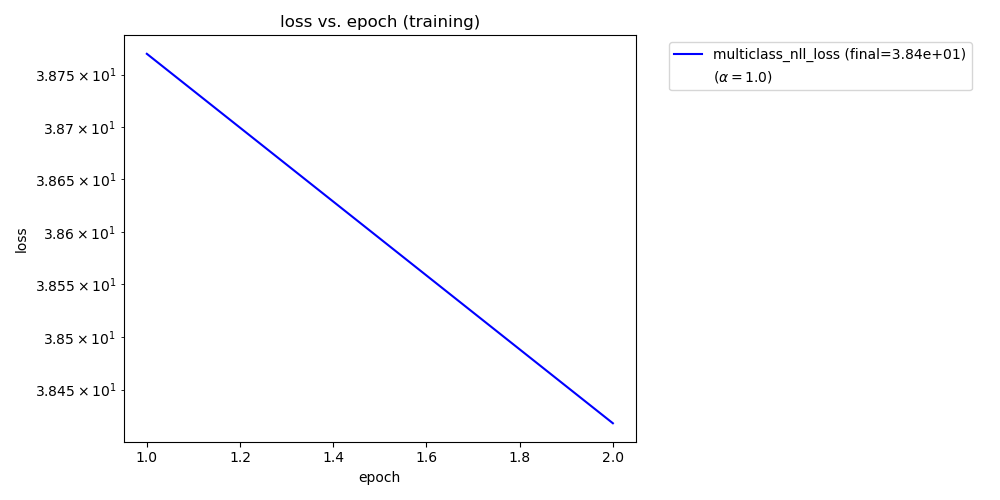 loss vs. epoch (training)
multiclass_nll_loss (final=3.84e+01)
(α = 1.0)
3.875 × 10¹
3.87 × 10¹
3.865 × 10¹
3.86 × 10¹
3.855 × 10¹
3.85 × 10¹
3.845 × 10¹
loss
1.0 1.2 1.4 1.6 1.8 2.0
epoch